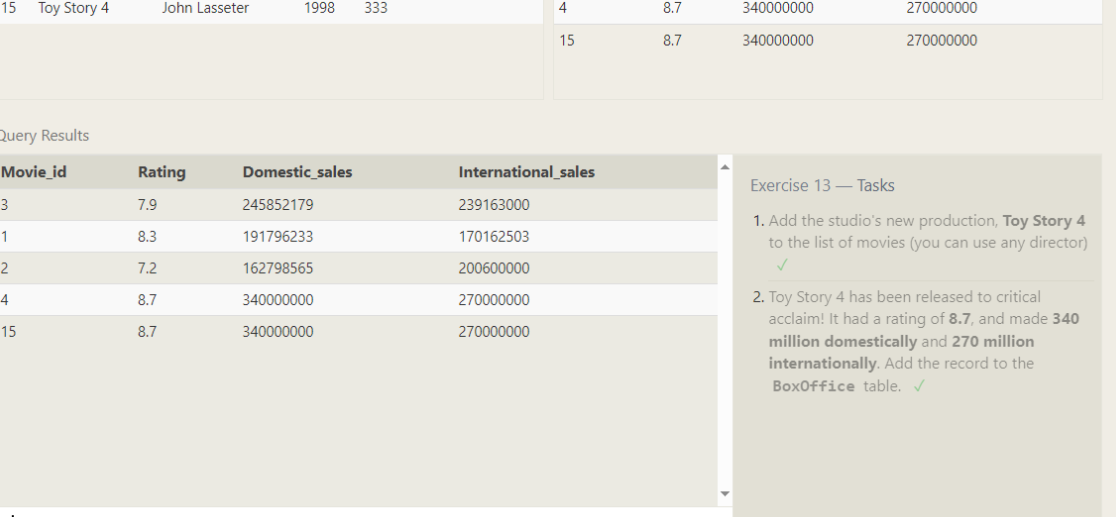 15 Toy Story 4 John Lasseter 1998 333
4 8.7 340000000 270000000
15 8.7 340000000 270000000
Query Results
Movie_id Rating Domestic_sales International_sales
3 7.9 245852179 239163000
1 8.3 191796233 170162503
2 7.2 162798565 200600000
4 8.7 340000000 270000000
15 8.7 340000000 270000000
Exercise 13 — Tasks
1. Add the studio's new production, Toy Story 4
to the list of movies (you can use any director)
✓
2. Toy Story 4 has been released to critical
acclaim! It had a rating of 8.7, and made 340
million domestically and 270 million
internationally. Add the record to the
BoxOffice table. ✓